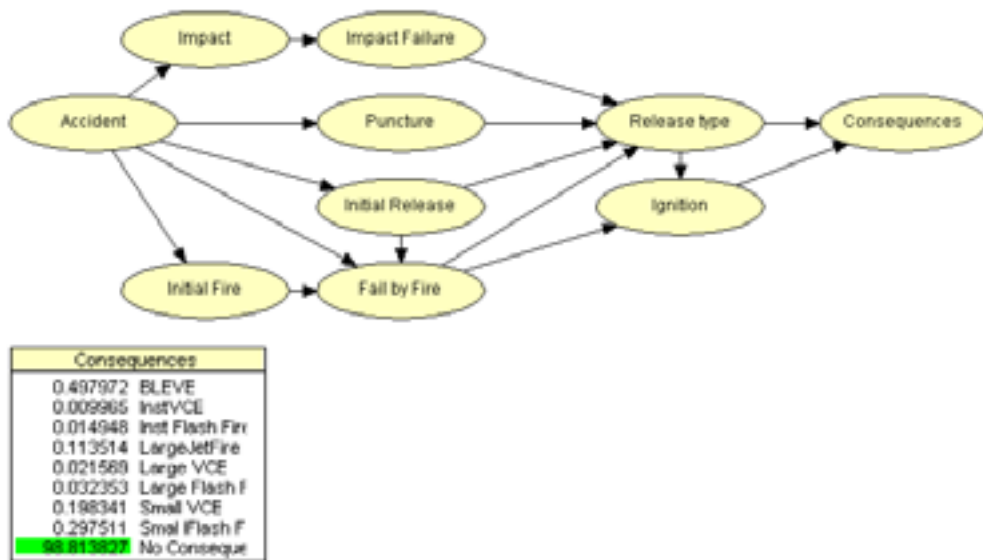 Impact
Impact Failure
Accident
Puncture
Release type
Consequences
Initial Release
Ignition
Initial Fire
Fail by Fire
Consequences
0.497972 BLEVE
0.009965 InstVCE
0.014948 Inst Flash Fire
0.113514 LargeJetFire
0.021569 Large VCE
0.032353 Large Flash F
0.198341 Small VCE
0.297511 Smal lFlash F
98.813827 No Conseque